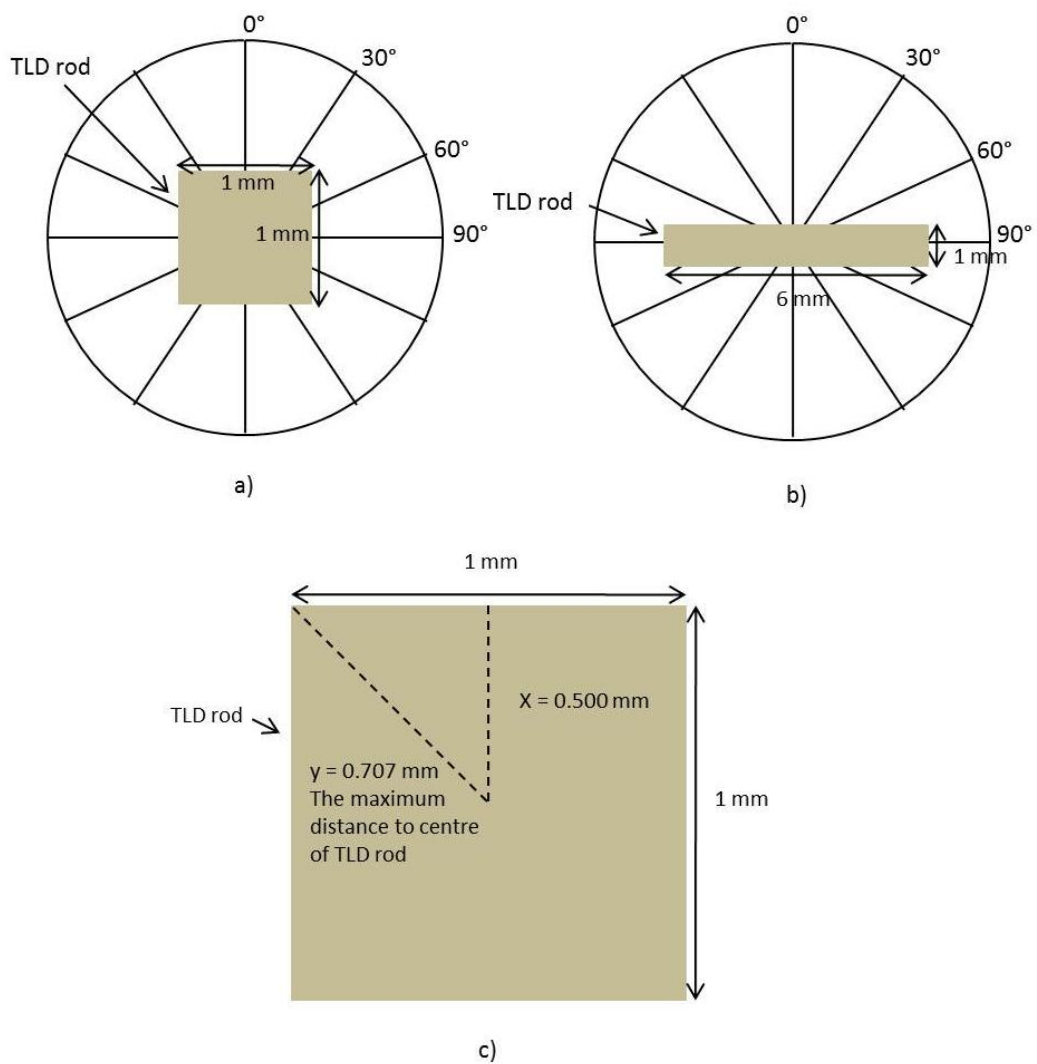 0°
TLD rod
30°
60°
1 mm
1 mm
90°
a)
0°
30°
60°
TLD rod
90°
1 mm
6 mm
b)
1 mm
X = 0.500 mm
TLD rod
y = 0.707 mm
The maximum
distance to centre
of TLD rod
1 mm
c)